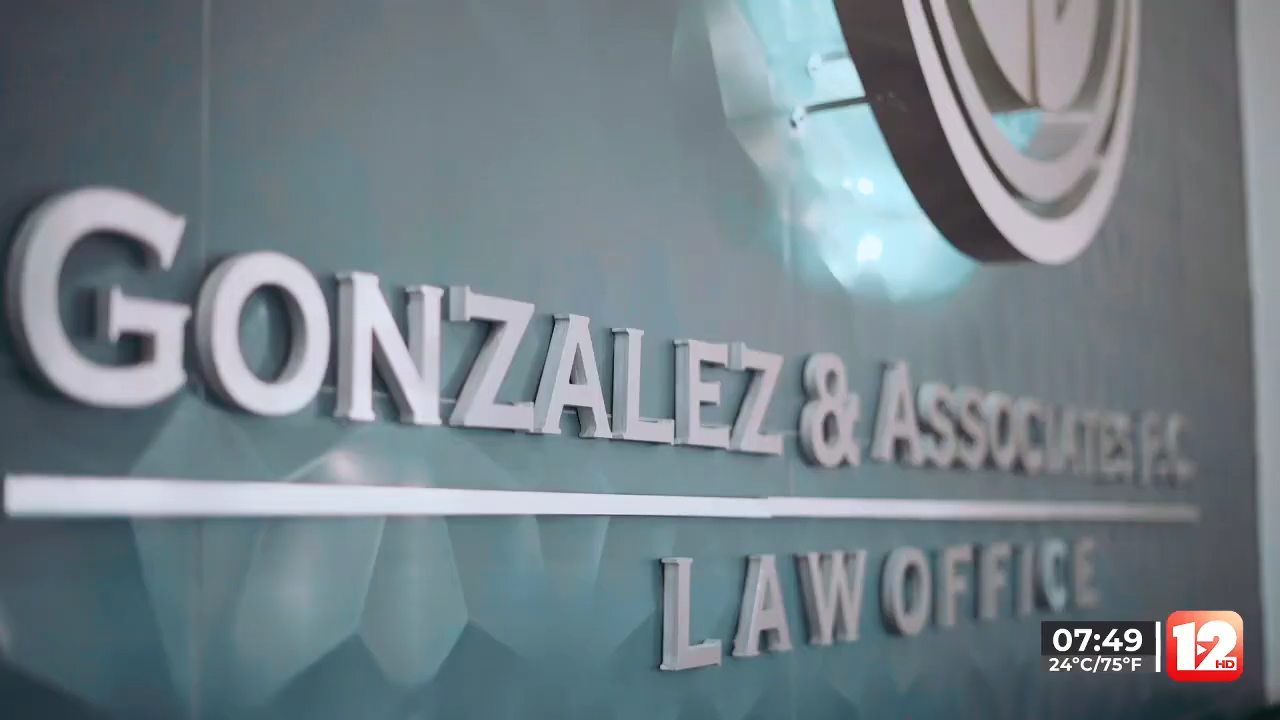 GONZALEZ & ASSOCIATES P.C.
LAW OFFICE
07:49
24°C/75°F
12
HD